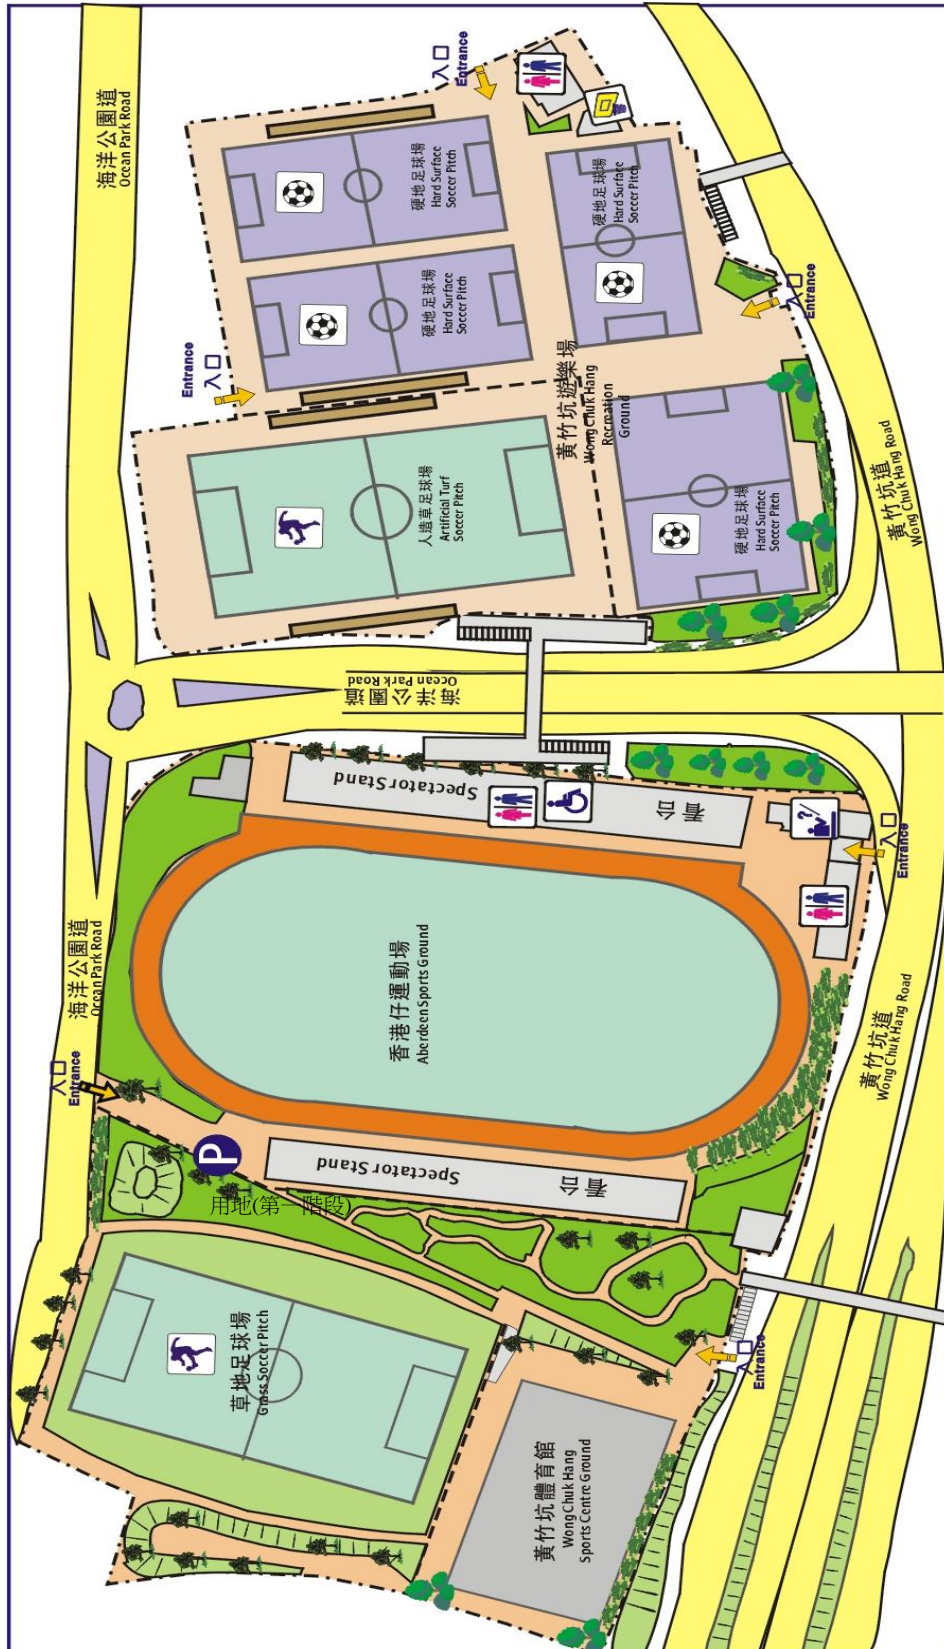 海洋公園道
Ocean Park Road
入口
Entrance
硬地足球場
Hard Surface
Soccer Pitch
硬地足球場
Hard Surface
Soccer Pitch
硬地足球場
Hard Surface
Soccer Pitch
入口
Entrance
入口
Entrance
黃竹坑遊樂場
Wong Chuk Hang
Recreation
Ground
人造草足球場
Artificial Turf
Soccer Pitch
硬地足球場
Hard Surface
Soccer Pitch
黃竹坑道
Wong Chuk Hang Road
海洋公園道
Ocean Park Road
Spectator Stand
看台
?
入口
Entrance
海洋公園道
Ocean Park Road
香港仔運動場
Aberdeen Sports Ground
黃竹坑道
Wong Chuk Hang Road
入口
Entrance
P
Spectator Stand
看台
用地(第一階段)
草地足球場
Grass Soccer Pitch
入口
Entrance
黃竹坑體育館
Wong Chuk Hang
Sports Centre Ground